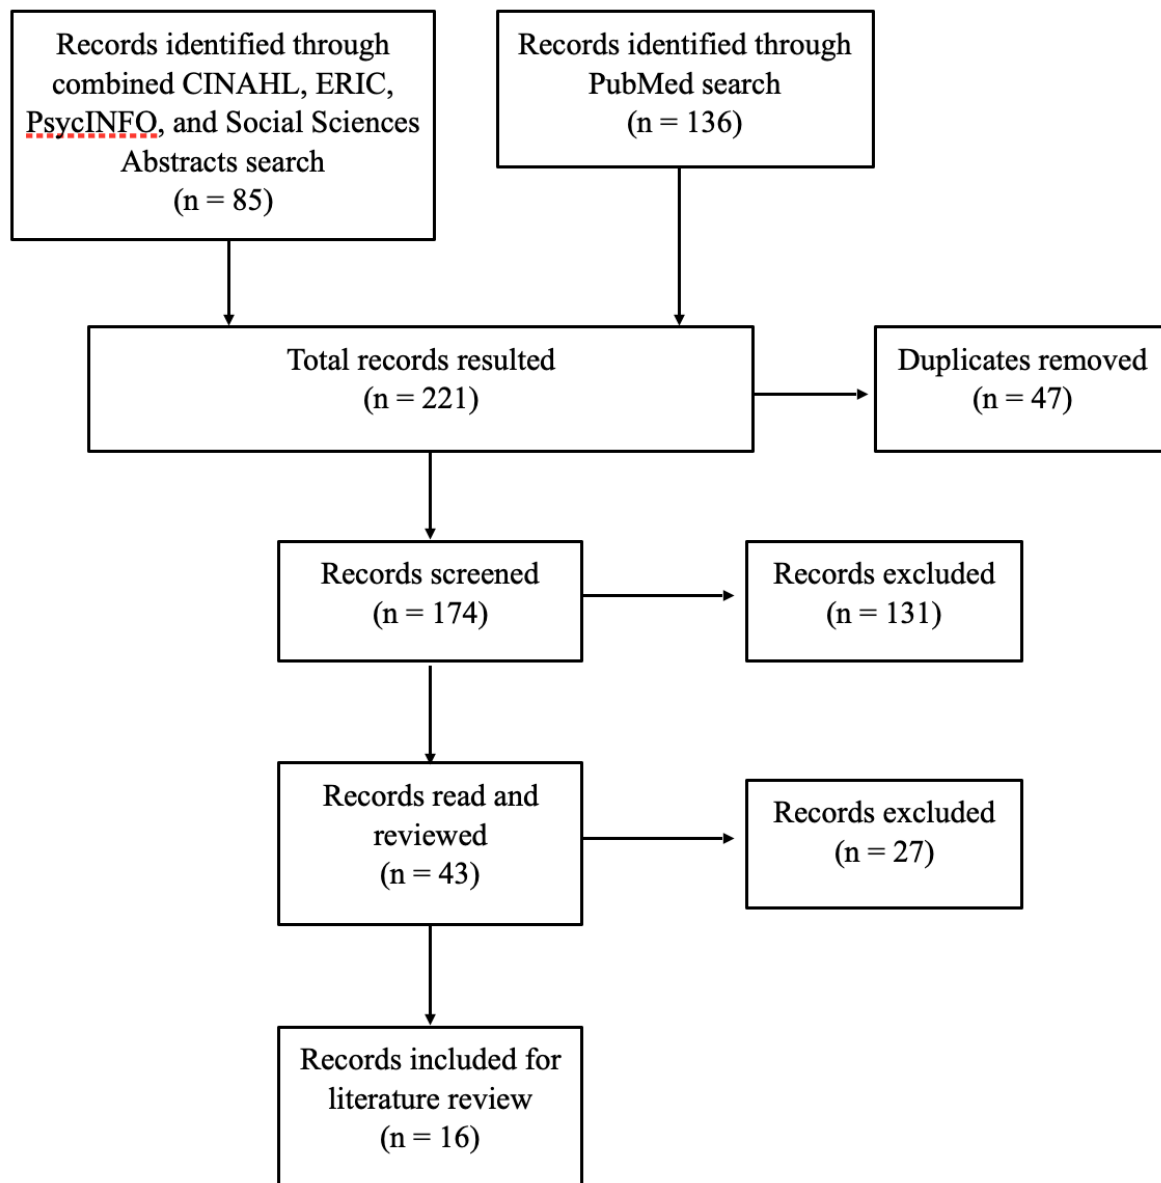 Records identified through
combined CINAHL, ERIC,
PsycINFO, and Social Sciences
Abstracts search
(n = 85)
Records identified through
PubMed search
(n = 136)
Total records resulted
(n = 221)
Duplicates removed
(n = 47)
Records screened
(n = 174)
Records excluded
(n = 131)
Records read and
reviewed
(n = 43)
Records excluded
(n = 27)
Records included for
literature review
(n = 16)